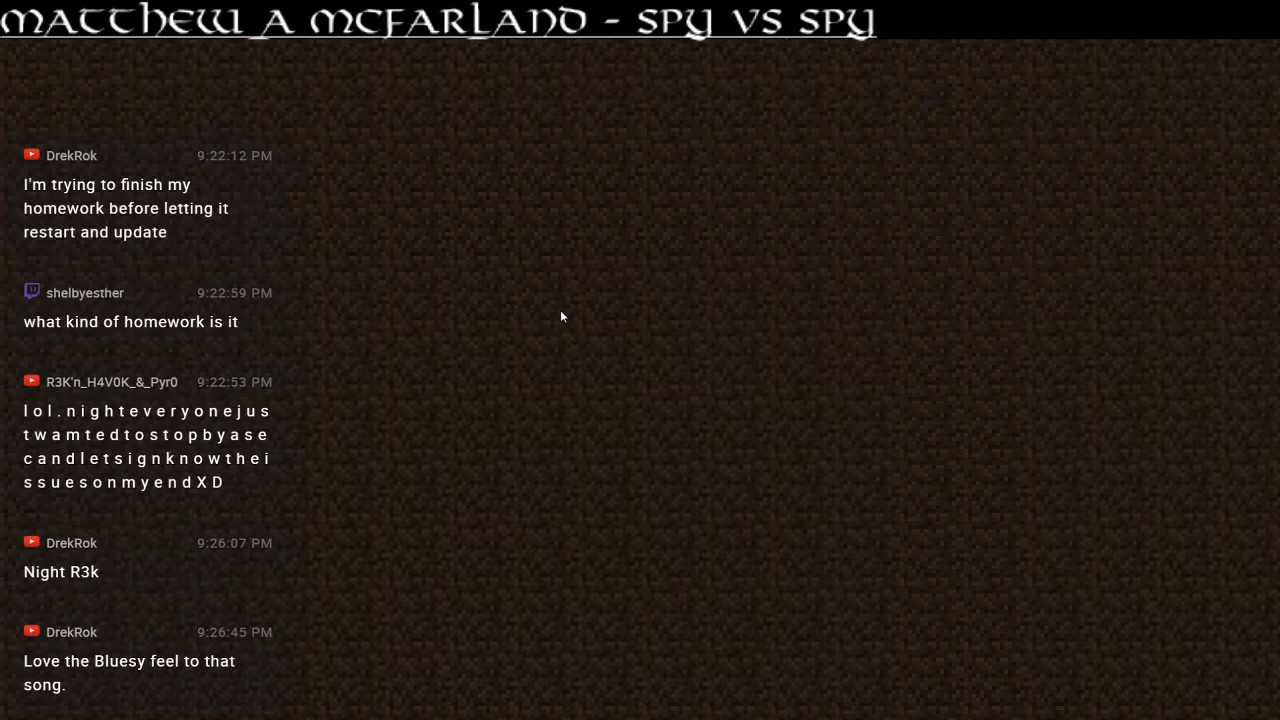 Matthew A McFarland - Spy vs Spy
DrekRok 9:22:12 PM
I'm trying to finish my
homework before letting it
restart and update
shelbyesther 9:22:59 PM
what kind of homework is it
R3K'n_H4V0K_&_Pyr0 9:22:53 PM
l o l . n i g h t e v e r y o n e j u s
t w a m t e d t o s t o p b y a s e
c a n d l e t s i g n k n o w t h e i
s s u e s o n m y e n d X D
DrekRok 9:26:07 PM
Night R3k
DrekRok 9:26:45 PM
Love the Bluesy feel to that
song.